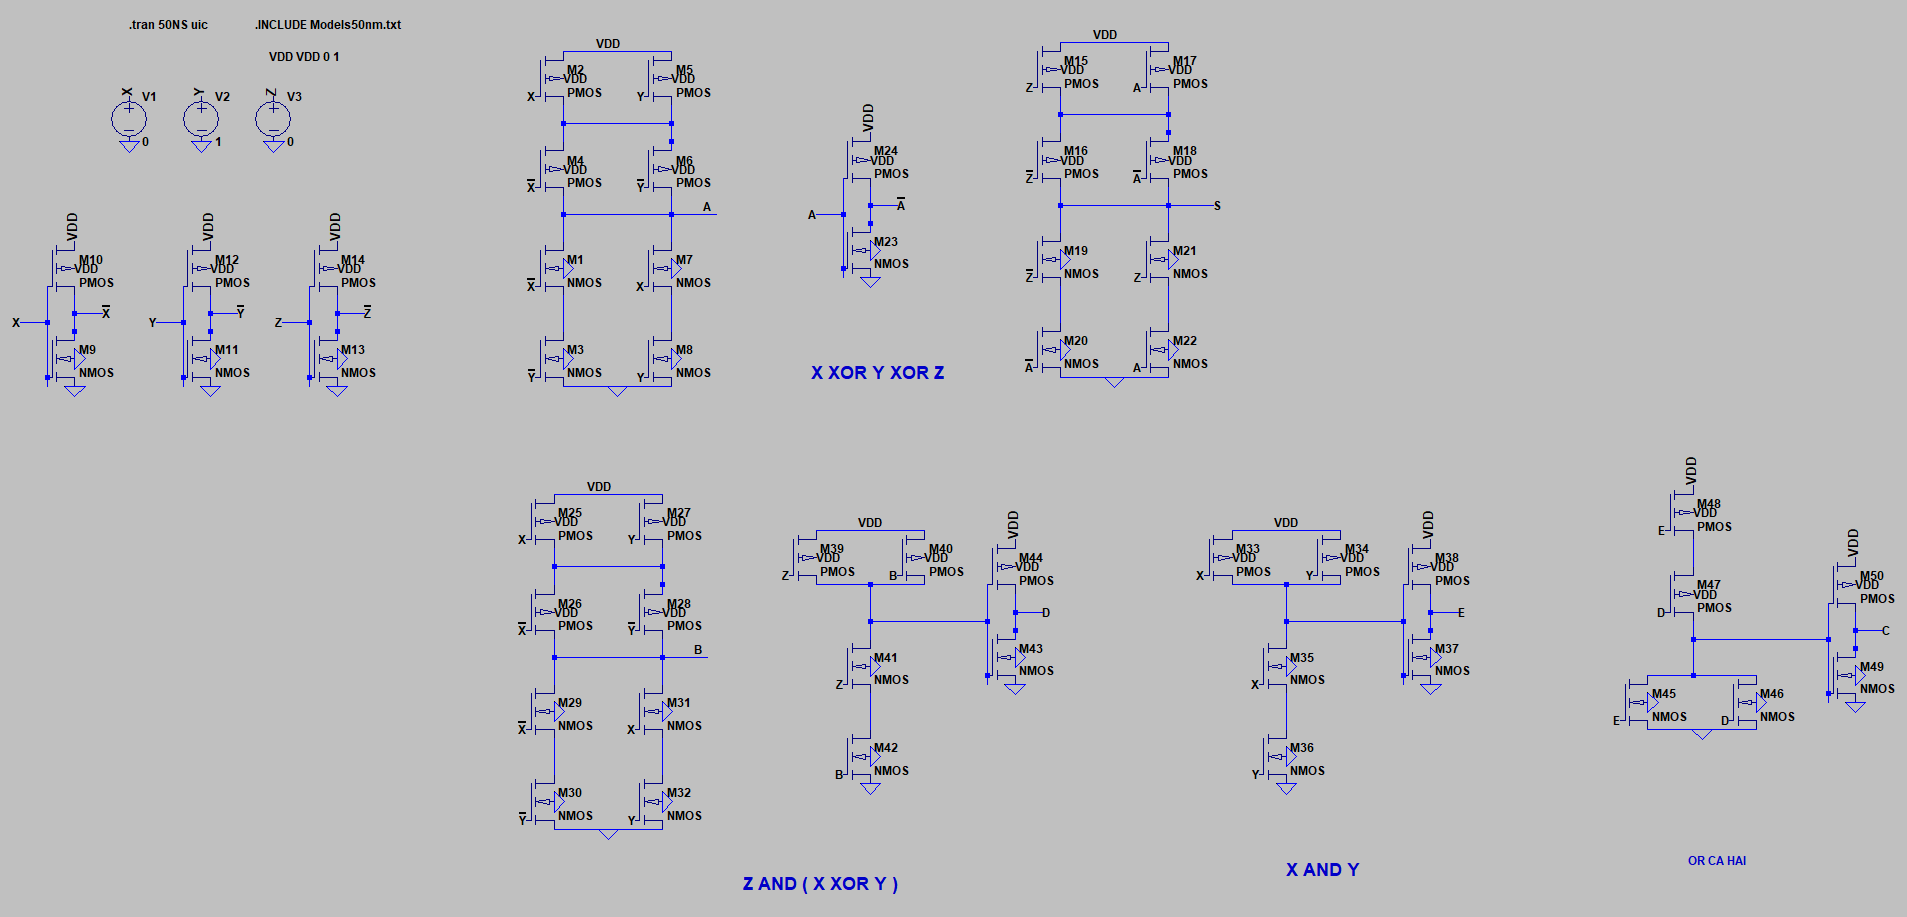 .tran 50NS uic
.INCLUDE Models50nm.txt
VDD VDD 0 1
X V1 0
Y V2 1
Z V3 0
VDD
M10 VDD PMOS
X
X̅
M9 NMOS
VDD
M12 VDD PMOS
Y
Y̅
M11 NMOS
VDD
M14 VDD PMOS
Z
Z̅
M13 NMOS
VDD
M2 VDD PMOS X
M5 VDD PMOS Y
M4 VDD PMOS X̅
M6 VDD PMOS Y̅
A
M1 NMOS X̅
M7 NMOS X
M3 NMOS Y̅
M8 NMOS Y
VDD
M24 VDD PMOS
A
A̅
M23 NMOS
X XOR Y XOR Z
VDD
M15 VDD PMOS Z
M17 VDD PMOS A
M16 VDD PMOS Z̅
M18 VDD PMOS A̅
S
M19 NMOS Z̅
M21 NMOS Z
M20 NMOS A̅
M22 NMOS A
VDD
M25 VDD PMOS X
M27 VDD PMOS Y
M26 VDD PMOS X̅
M28 VDD PMOS Y̅
B
M29 NMOS X̅
M31 NMOS X
M30 NMOS Y̅
M32 NMOS Y
VDD
M39 VDD PMOS Z
M40 VDD PMOS B
M41 NMOS Z
M42 NMOS B
VDD
M44 VDD PMOS
D
M43 NMOS
Z AND ( X XOR Y )
VDD
M33 VDD PMOS X
M34 VDD PMOS Y
M35 NMOS X
M36 NMOS Y
VDD
M38 VDD PMOS
E
M37 NMOS
X AND Y
VDD
M48 VDD PMOS E
M47 VDD PMOS D
M45 NMOS E
M46 NMOS D
VDD
M50 VDD PMOS
C
M49 NMOS
OR CA HAI